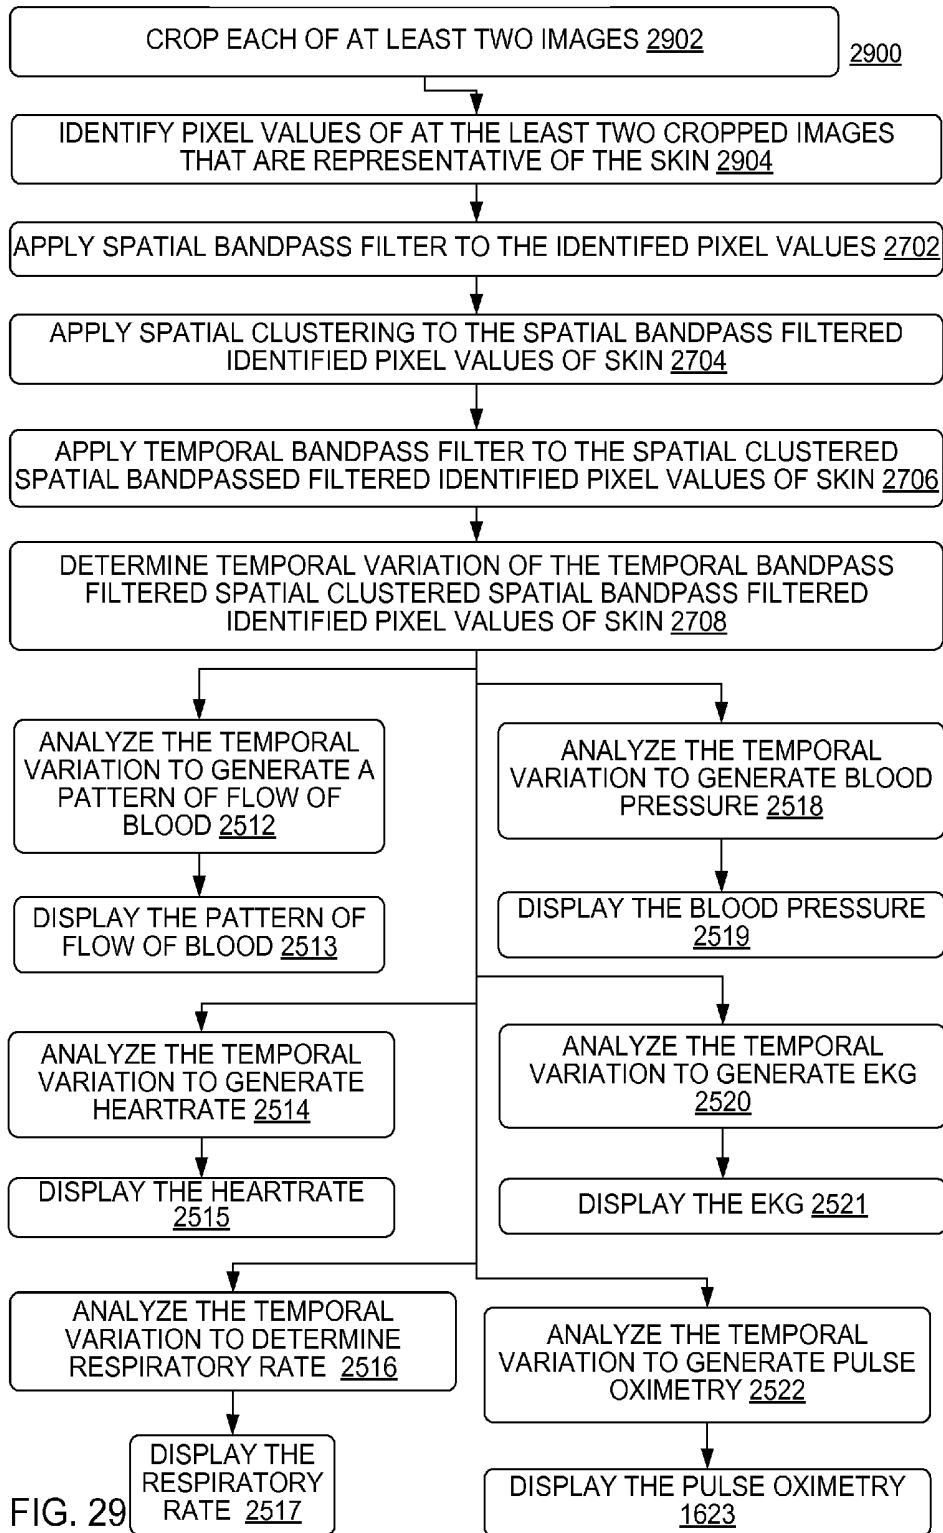 CROP EACH OF AT LEAST TWO IMAGES 2902
2900
IDENTIFY PIXEL VALUES OF AT THE LEAST TWO CROPPED IMAGES
THAT ARE REPRESENTATIVE OF THE SKIN 2904
APPLY SPATIAL BANDPASS FILTER TO THE IDENTIFED PIXEL VALUES 2702
APPLY SPATIAL CLUSTERING TO THE SPATIAL BANDPASS FILTERED
IDENTIFIED PIXEL VALUES OF SKIN 2704
APPLY TEMPORAL BANDPASS FILTER TO THE SPATIAL CLUSTERED
SPATIAL BANDPASSED FILTERED IDENTIFIED PIXEL VALUES OF SKIN 2706
DETERMINE TEMPORAL VARIATION OF THE TEMPORAL BANDPASS
FILTERED SPATIAL CLUSTERED SPATIAL BANDPASS FILTERED
IDENTIFIED PIXEL VALUES OF SKIN 2708
ANALYZE THE TEMPORAL
VARIATION TO GENERATE A
PATTERN OF FLOW OF
BLOOD 2512
DISPLAY THE PATTERN OF
FLOW OF BLOOD 2513
ANALYZE THE TEMPORAL
VARIATION TO GENERATE BLOOD
PRESSURE 2518
DISPLAY THE BLOOD PRESSURE
2519
ANALYZE THE TEMPORAL
VARIATION TO GENERATE
HEARTRATE 2514
DISPLAY THE HEARTRATE
2515
ANALYZE THE TEMPORAL
VARIATION TO GENERATE EKG
2520
DISPLAY THE EKG 2521
ANALYZE THE TEMPORAL
VARIATION TO DETERMINE
RESPIRATORY RATE 2516
DISPLAY THE
RESPIRATORY
RATE 2517
ANALYZE THE TEMPORAL
VARIATION TO GENERATE PULSE
OXIMETRY 2522
DISPLAY THE PULSE OXIMETRY
1623
FIG. 29